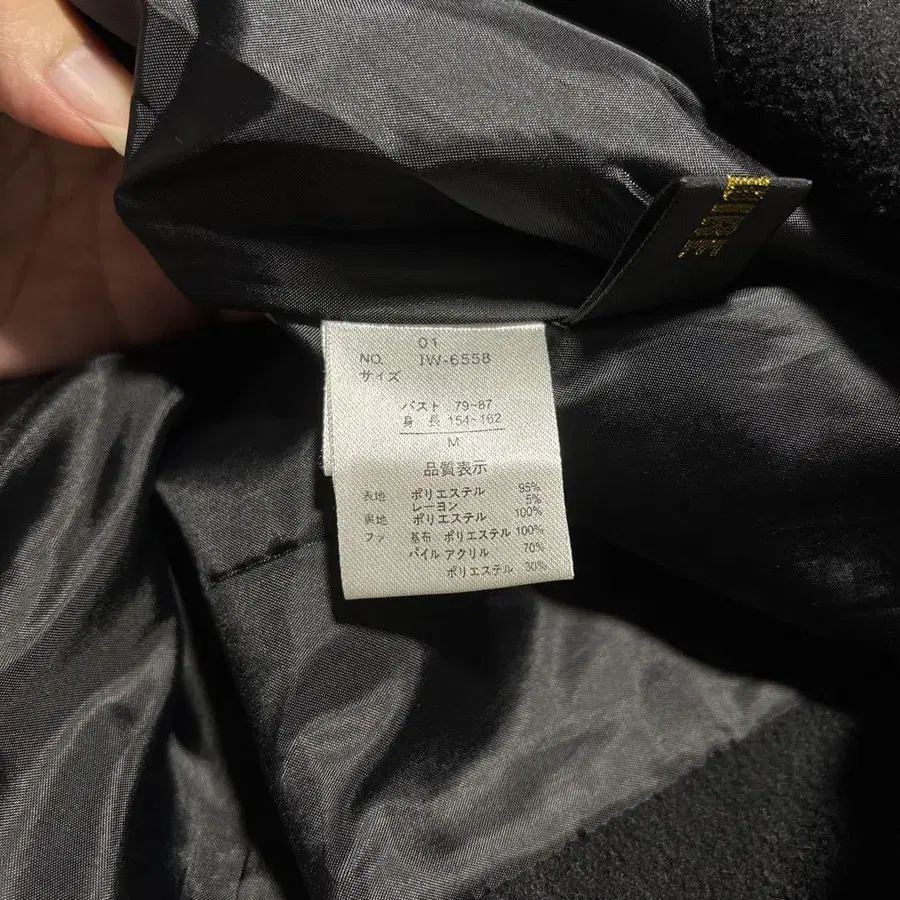 01
NO. IW-6558
サイズ
バスト 79~87
身長 154~162
M
品質表示
表地 ポリエステル 95%
レーヨン 5%
裏地 ポリエステル 100%
ファ 基布 ポリエステル 100%
パイル アクリル 70%
ポリエステル 30%